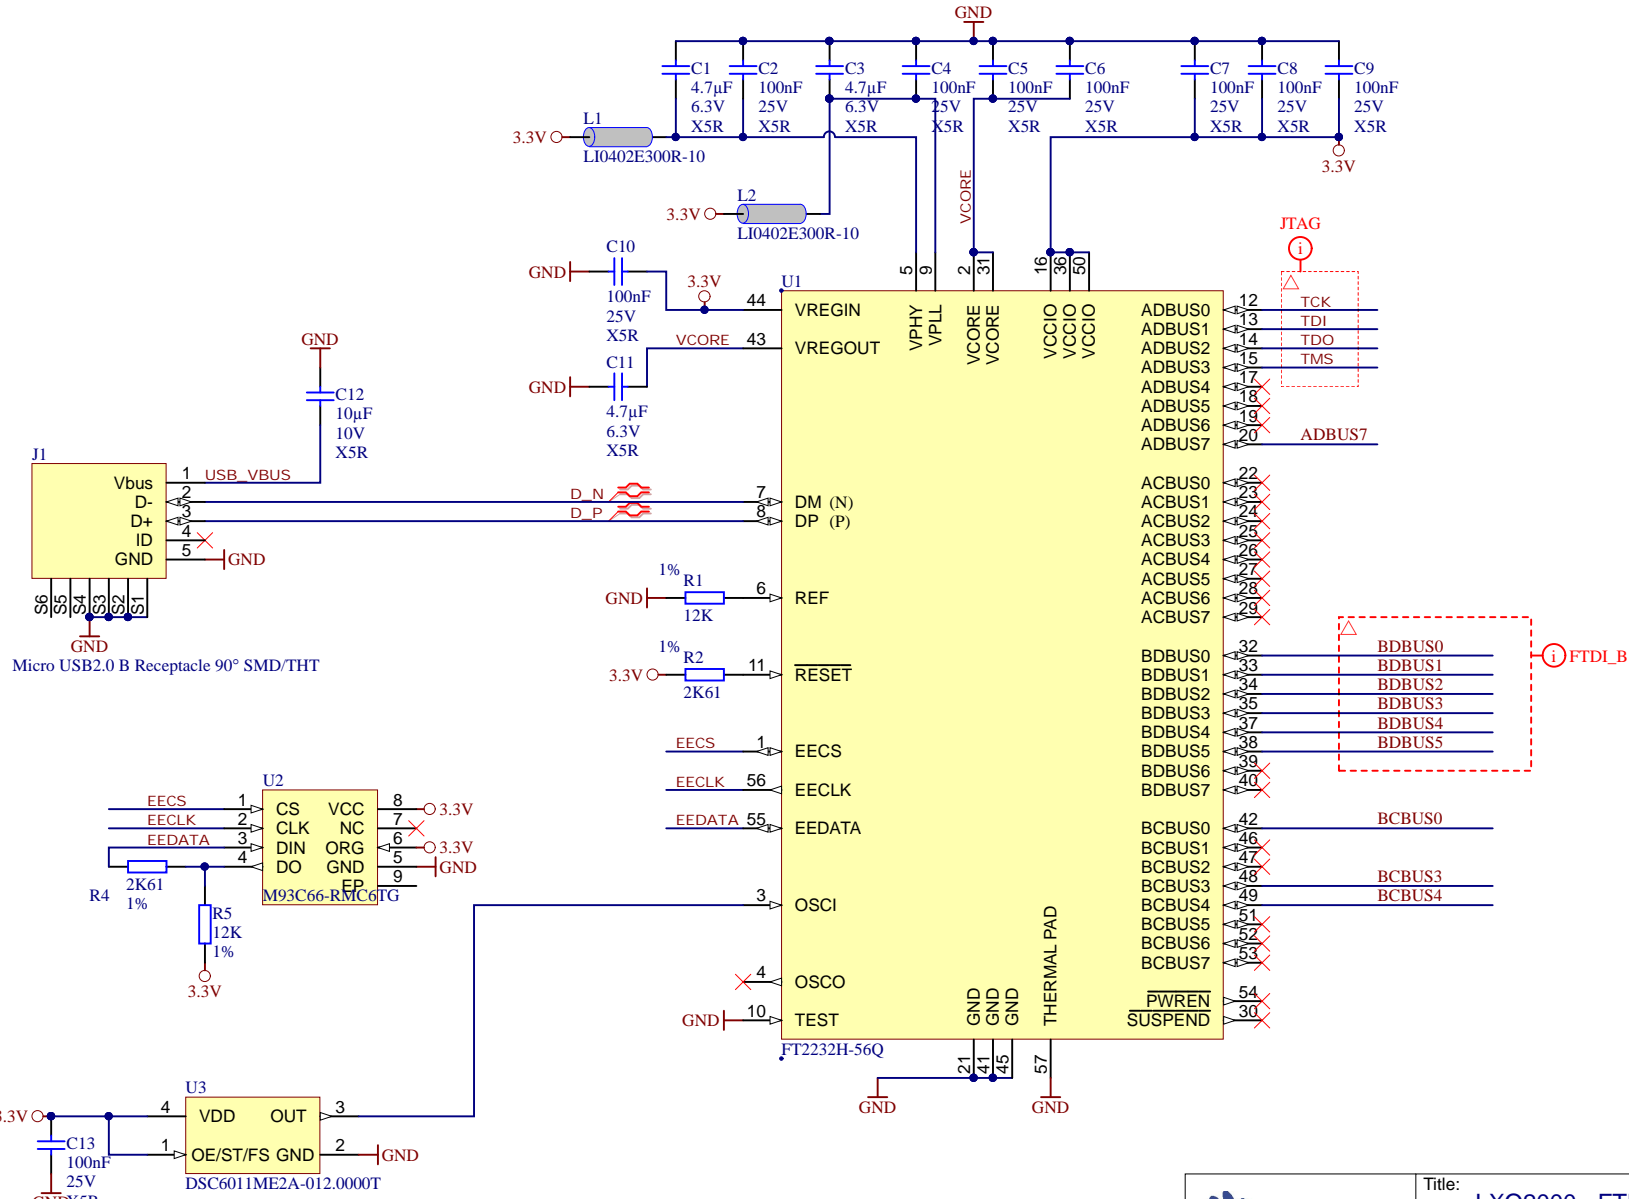 GND
C1
4.7µF
6.3V
X5R
C2
100nF
25V
X5R
C3
4.7µF
6.3V
X5R
C4
100nF
25V
X5R
C5
100nF
25V
X5R
C6
100nF
25V
X5R
C7
100nF
25V
X5R
C8
100nF
25V
X5R
C9
100nF
25V
X5R
3.3V
L1
LI0402E300R-10
3.3V
L2
LI0402E300R-10
3.3V
VCORE
GND
C10
100nF
25V
X5R
3.3V
GND
C11
4.7µF
6.3V
X5R
VCORE
GND
C12
10µF
10V
X5R
J1
Vbus 1 USB_VBUS
D- 2
D+ 3
ID 4
GND 5 GND
S6 S5 S4 S3 S2 S1
GND
Micro USB2.0 B Receptacle 90° SMD/THT
D_N
D_P
1%
R1
GND
12K
1%
R2
3.3V
2K61
EECS
EECLK
EEDATA
U1
5 9 2 31 16 36 50
VPHY VPLL VCORE VCORE VCCIO VCCIO VCCIO
44 VREGIN
43 VREGOUT
7 DM (N)
8 DP (P)
6 REF
11 RESET
1 EECS
56 EECLK
55 EEDATA
3 OSCI
4 OSCO
GND 10 TEST
FT2232H-56Q
GND GND GND THERMAL PAD
21 41 45 57
GND
GND
JTAG
i
ADBUS0 12 TCK
ADBUS1 13 TDI
ADBUS2 14 TDO
ADBUS3 15 TMS
ADBUS4 17
ADBUS5 18
ADBUS6 19
ADBUS7 20 ADBUS7
ACBUS0 22
ACBUS1 23
ACBUS2 24
ACBUS3 25
ACBUS4 26
ACBUS5 27
ACBUS6 28
ACBUS7 29
BDBUS0 32 BDBUS0
BDBUS1 33 BDBUS1
BDBUS2 34 BDBUS2
BDBUS3 35 BDBUS3
BDBUS4 37 BDBUS4
BDBUS5 38 BDBUS5
BDBUS6 39
BDBUS7 40
i FTDI_B
BCBUS0 42 BCBUS0
BCBUS1 46
BCBUS2 47
BCBUS3 48 BCBUS3
BCBUS4 49 BCBUS4
BCBUS5 51
BCBUS6 52
BCBUS7 53
PWREN 54
SUSPEND 30
U2
EECS 1 CS VCC 8 3.3V
EECLK 2 CLK NC 7
EEDATA 3 DIN ORG 6 3.3V
4 DO GND 5 GND
EP 9
M93C66-RMC6TG
R4
2K61
1%
R5
12K
1%
3.3V
U3
3.3V 4 VDD OUT 3
1 OE/ST/FS GND 2 GND
DSC6011ME2A-012.0000T
C13
100nF
25V
X5R
GND
Title: